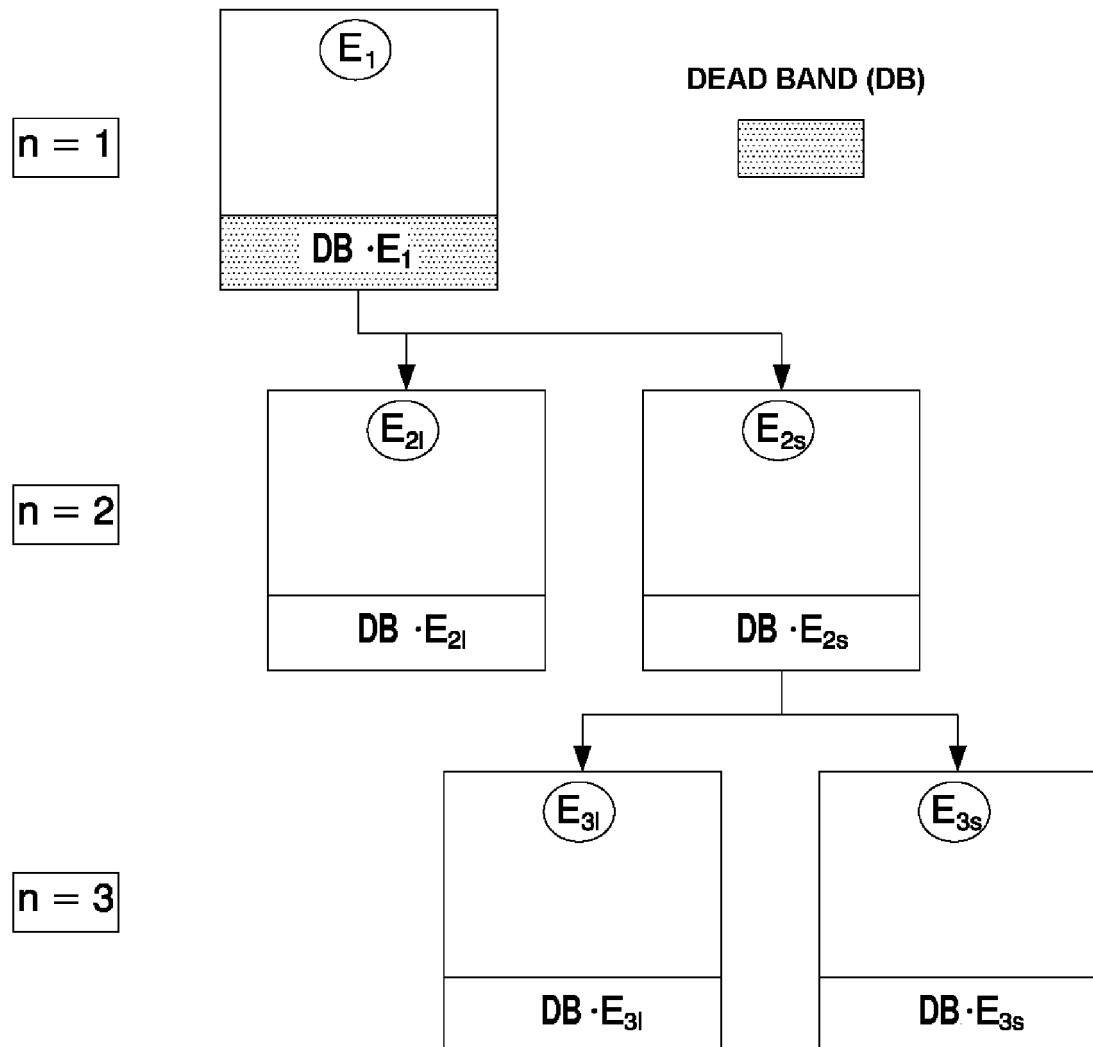 E₁
DEAD BAND (DB)
n = 1
DB · E₁
E₂ₗ
E₂ₛ
n = 2
DB · E₂ₗ
DB · E₂ₛ
E₃ₗ
E₃ₛ
n = 3
DB · E₃ₗ
DB · E₃ₛ